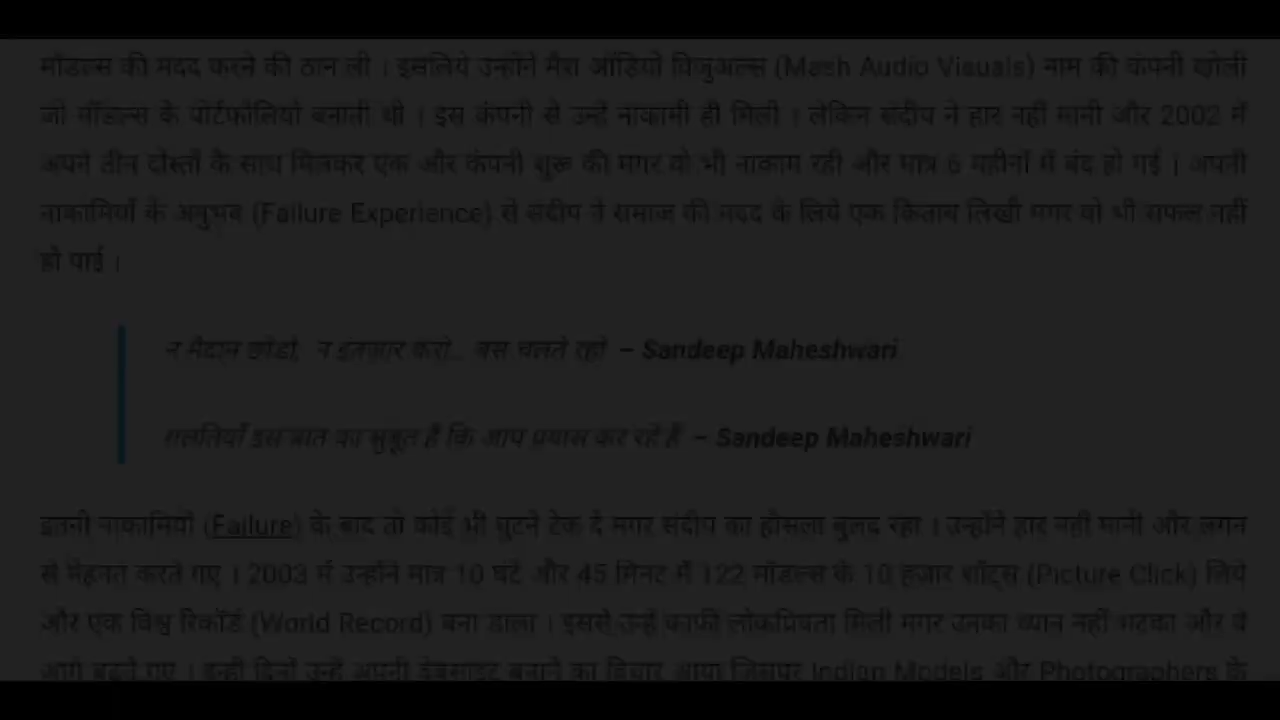 मॉडल्स की मदद करने की ठान ली । इसलिये उन्होंने मैश ऑडियो विजुअल्स (Mash Audio Visuals) नाम की कंपनी खोली
जो मॉडल्स के पोर्टफोलियो बनाती थी । इस कंपनी से उन्हें नाकामी ही मिली । लेकिन संदीप ने हार नहीं मानी और 2002 में
अपने तीन दोस्तों के साथ मिलकर एक और कंपनी शुरू की मगर वो भी नाकाम रही और मात्र 6 महीनों में बंद हो गई । अपनी
नाकामियों के अनुभव (Failure Experience) से संदीप ने समाज की मदद के लिये एक किताब लिखी मगर वो भी सफल नहीं
हो पाई ।
न मैदान छोडो, न इतजार करो... बस चलते रहो – Sandeep Maheshwari
गलतियाँ इस बात का सुबूत हैं कि आप प्रयास कर रहे हैं – Sandeep Maheshwari
इतनी नाकामियों (Failure) के बाद तो कोई भी घुटने टेक दे मगर संदीप का हौसला बुलंद रहा । उन्होंने हार नहीं मानी और लगन
से मेहनत करते गए । 2003 में उन्होंने मात्र 10 घंटे और 45 मिनट में 122 मॉडल्स के 10 हजार शॉट्स (Picture Click) लिये
और एक विश्व रिकॉर्ड (World Record) बना डाला । इससे उन्हें काफी लोकप्रियता मिली मगर उनका ध्यान नहीं भटका और वे
आगे बढ़ते गए । इन्ही दिनों उन्हें अपनी वेबसाइट बनाने का विचार आया जिसपर Indian Models और Photographers के